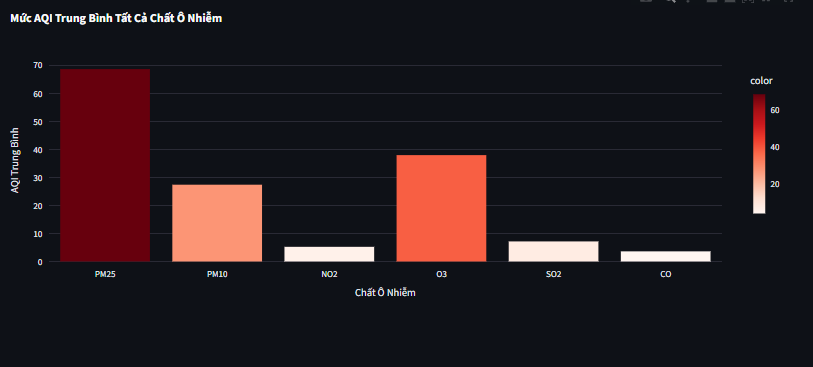 Mức AQI Trung Bình Tất Cả Chất Ô Nhiễm
AQI Trung Bình
70
60
50
40
30
20
10
0
PM25 PM10 NO2 O3 SO2 CO
Chất Ô Nhiễm
color
60
40
20